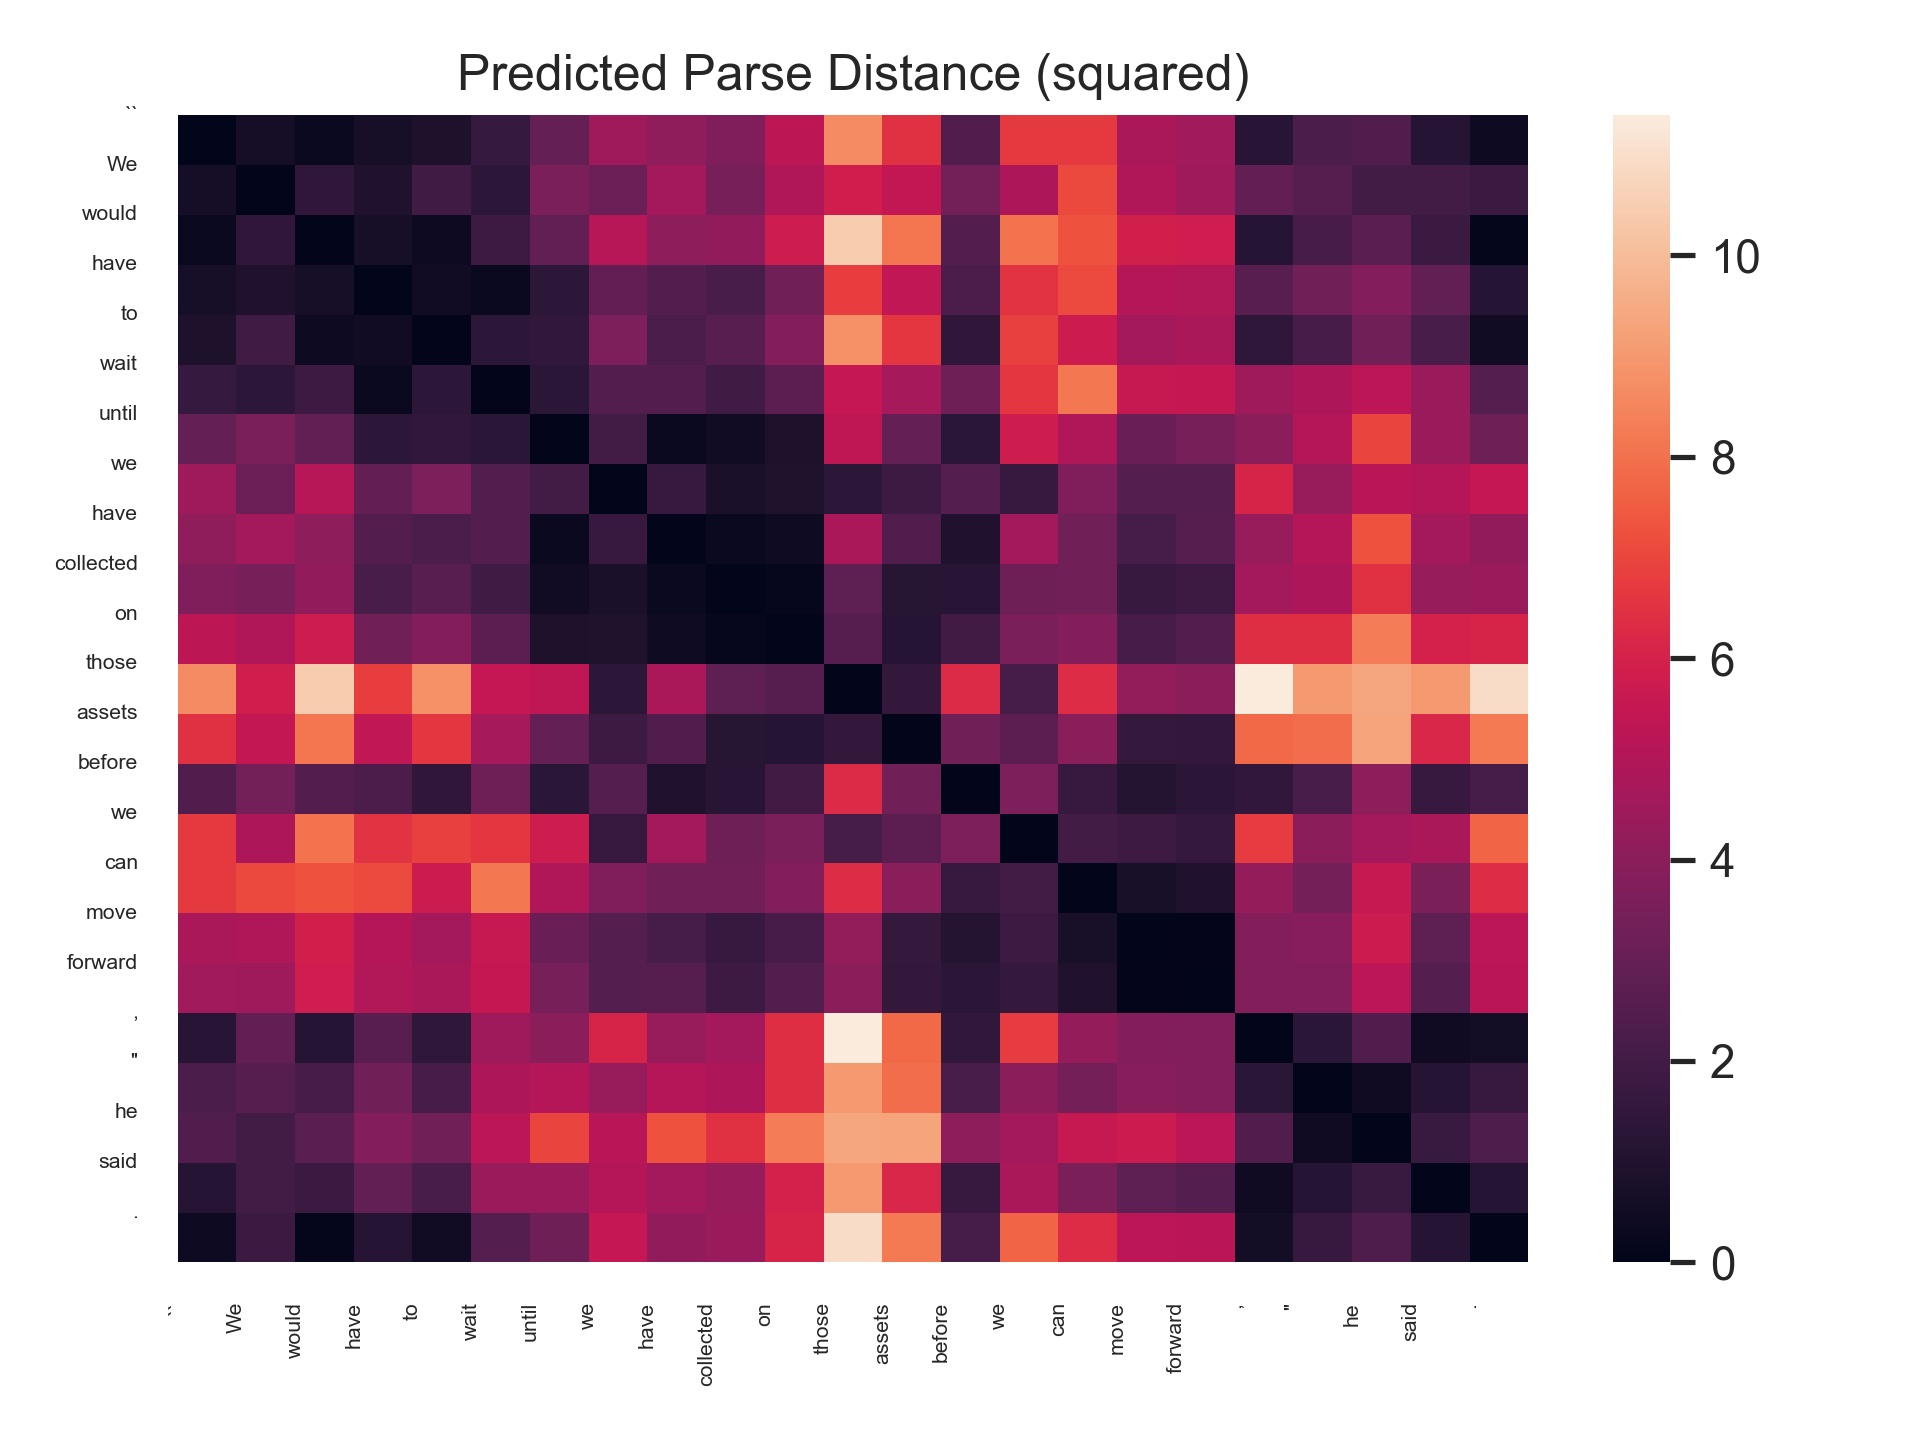 Predicted Parse Distance (squared)
``
We
would
have
to
wait
until
we
have
collected
on
those
assets
before
we
can
move
forward
,
"
he
said
.
10
8
6
4
2
0
``
We
would
have
to
wait
until
we
have
collected
on
those
assets
before
we
can
move
forward
,
"
he
said
.